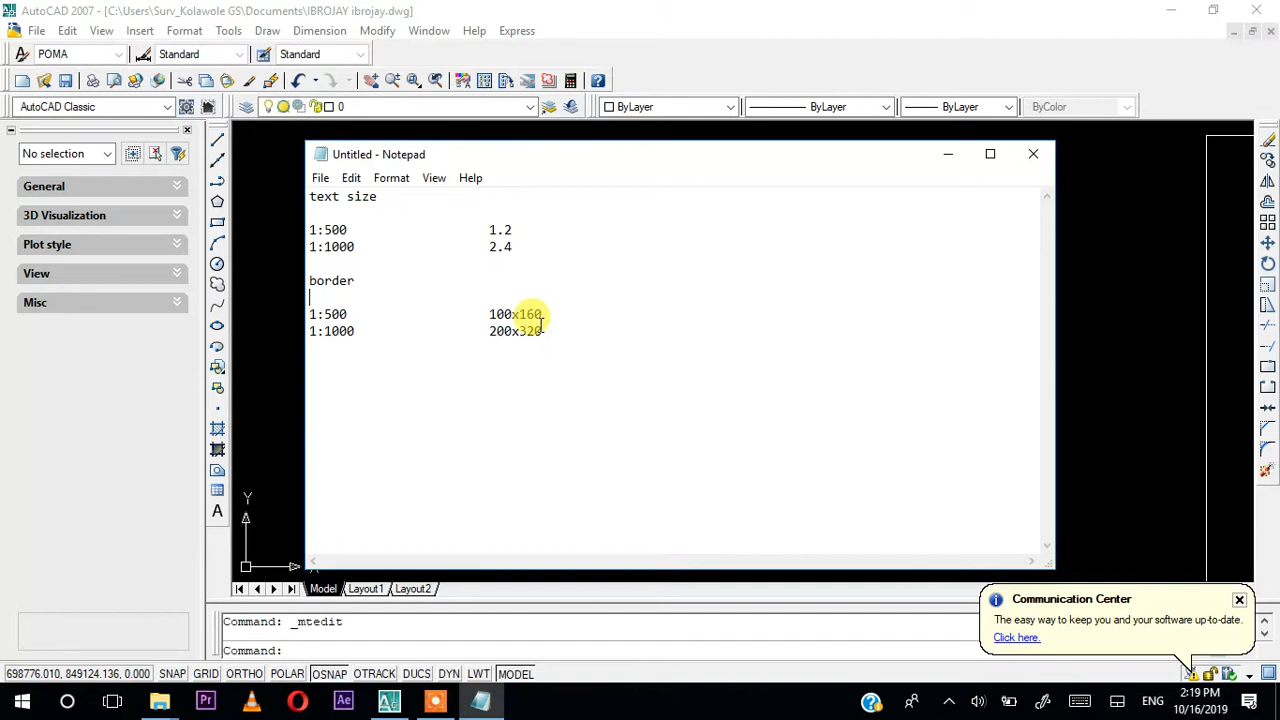 AutoCAD 2007 - [C:\Users\Surv_Kolawole GS\Documents\IBROJAY ibrojay.dwg]
File Edit View Insert Format Tools Draw Dimension Modify Window Help Express
POMA Standard Standard
AutoCAD Classic 0 ByLayer ByLayer ByLayer ByColor
No selection
General
3D Visualization
Plot style
View
Misc
Untitled - Notepad
File Edit Format View Help
text size
1:500 1.2
1:1000 2.4
border
1:500 100x160
1:1000 200x320
Y
Model Layout1 Layout2
Communication Center
The easy way to keep you and your software up-to-date.
Click here.
Command: _mtedit
Command:
698776.010, 849124.136, 0.000 SNAP GRID ORTHO POLAR OSNAP OTRACK DUCS DYN LWT MODEL
Pr Ae ENG
2:19 PM
10/16/2019